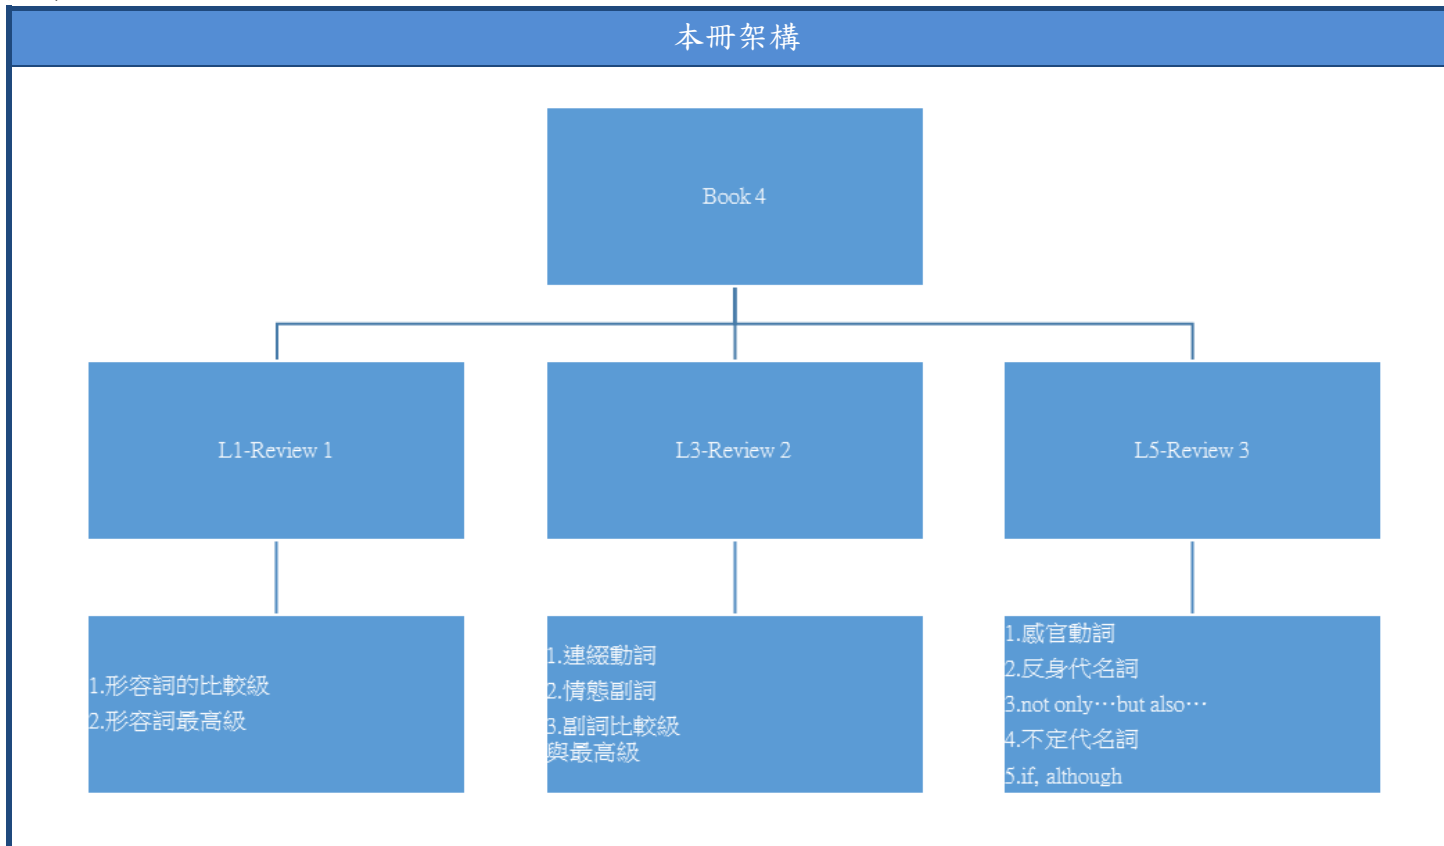 本冊架構
Book 4
L1-Review 1
L3-Review 2
L5-Review 3
1.形容詞的比較級
2.形容詞最高級
1.連綴動詞
2.情態副詞
3.副詞比較級
與最高級
1.感官動詞
2.反身代名詞
3.not only…but also…
4.不定代名詞
5.if, although